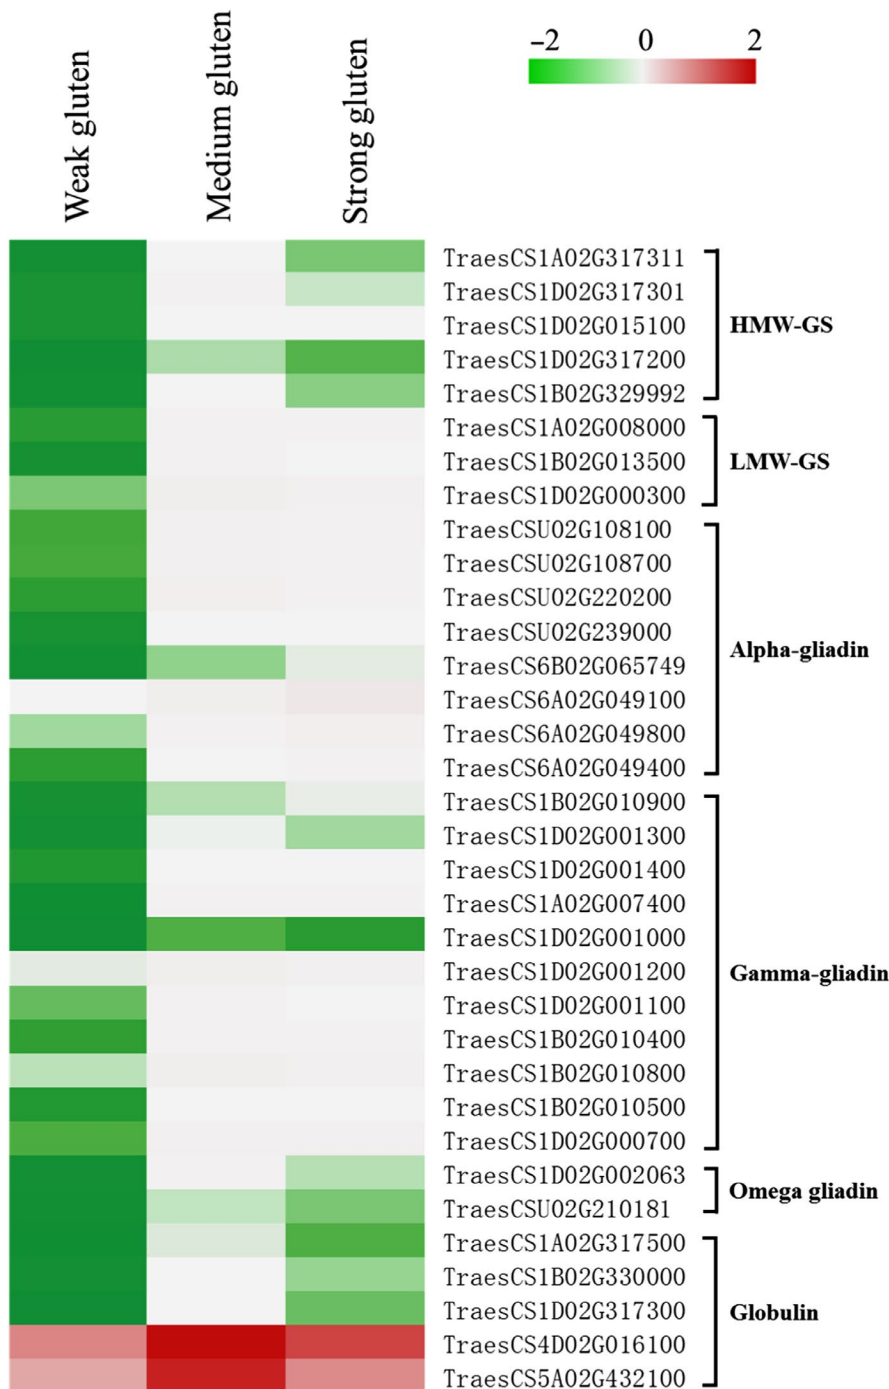 Weak gluten
Medium gluten
Strong gluten
-2 0 2
TraesCS1A02G317311
TraesCS1D02G317301
TraesCS1D02G015100
TraesCS1D02G317200
TraesCS1B02G329992
HMW-GS
TraesCS1A02G008000
TraesCS1B02G013500
TraesCS1D02G000300
LMW-GS
TraesCSU02G108100
TraesCSU02G108700
TraesCSU02G220200
TraesCSU02G239000
TraesCS6B02G065749
TraesCS6A02G049100
TraesCS6A02G049800
TraesCS6A02G049400
Alpha-gliadin
TraesCS1B02G010900
TraesCS1D02G001300
TraesCS1D02G001400
TraesCS1A02G007400
TraesCS1D02G001000
TraesCS1D02G001200
TraesCS1D02G001100
TraesCS1B02G010400
TraesCS1B02G010800
TraesCS1B02G010500
TraesCS1D02G000700
Gamma-gliadin
TraesCS1D02G002063
TraesCSU02G210181
Omega gliadin
TraesCS1A02G317500
TraesCS1B02G330000
TraesCS1D02G317300
TraesCS4D02G016100
TraesCS5A02G432100
Globulin